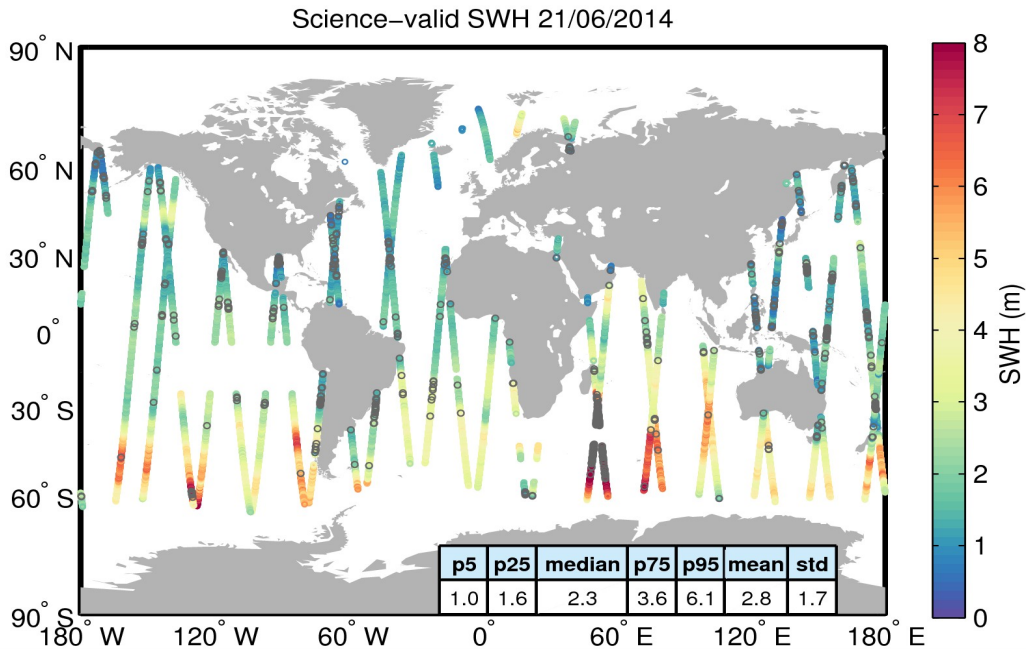 Science−valid SWH 21/06/2014
90° N
60° N
30° N
0°
30° S
60° S
90° S
180° W
120° W
60° W
0°
60° E
120° E
180° E
p5 p25 median p75 p95 mean std
1.0 1.6 2.3 3.6 6.1 2.8 1.7
8
7
6
5
4
3
2
1
0
SWH (m)